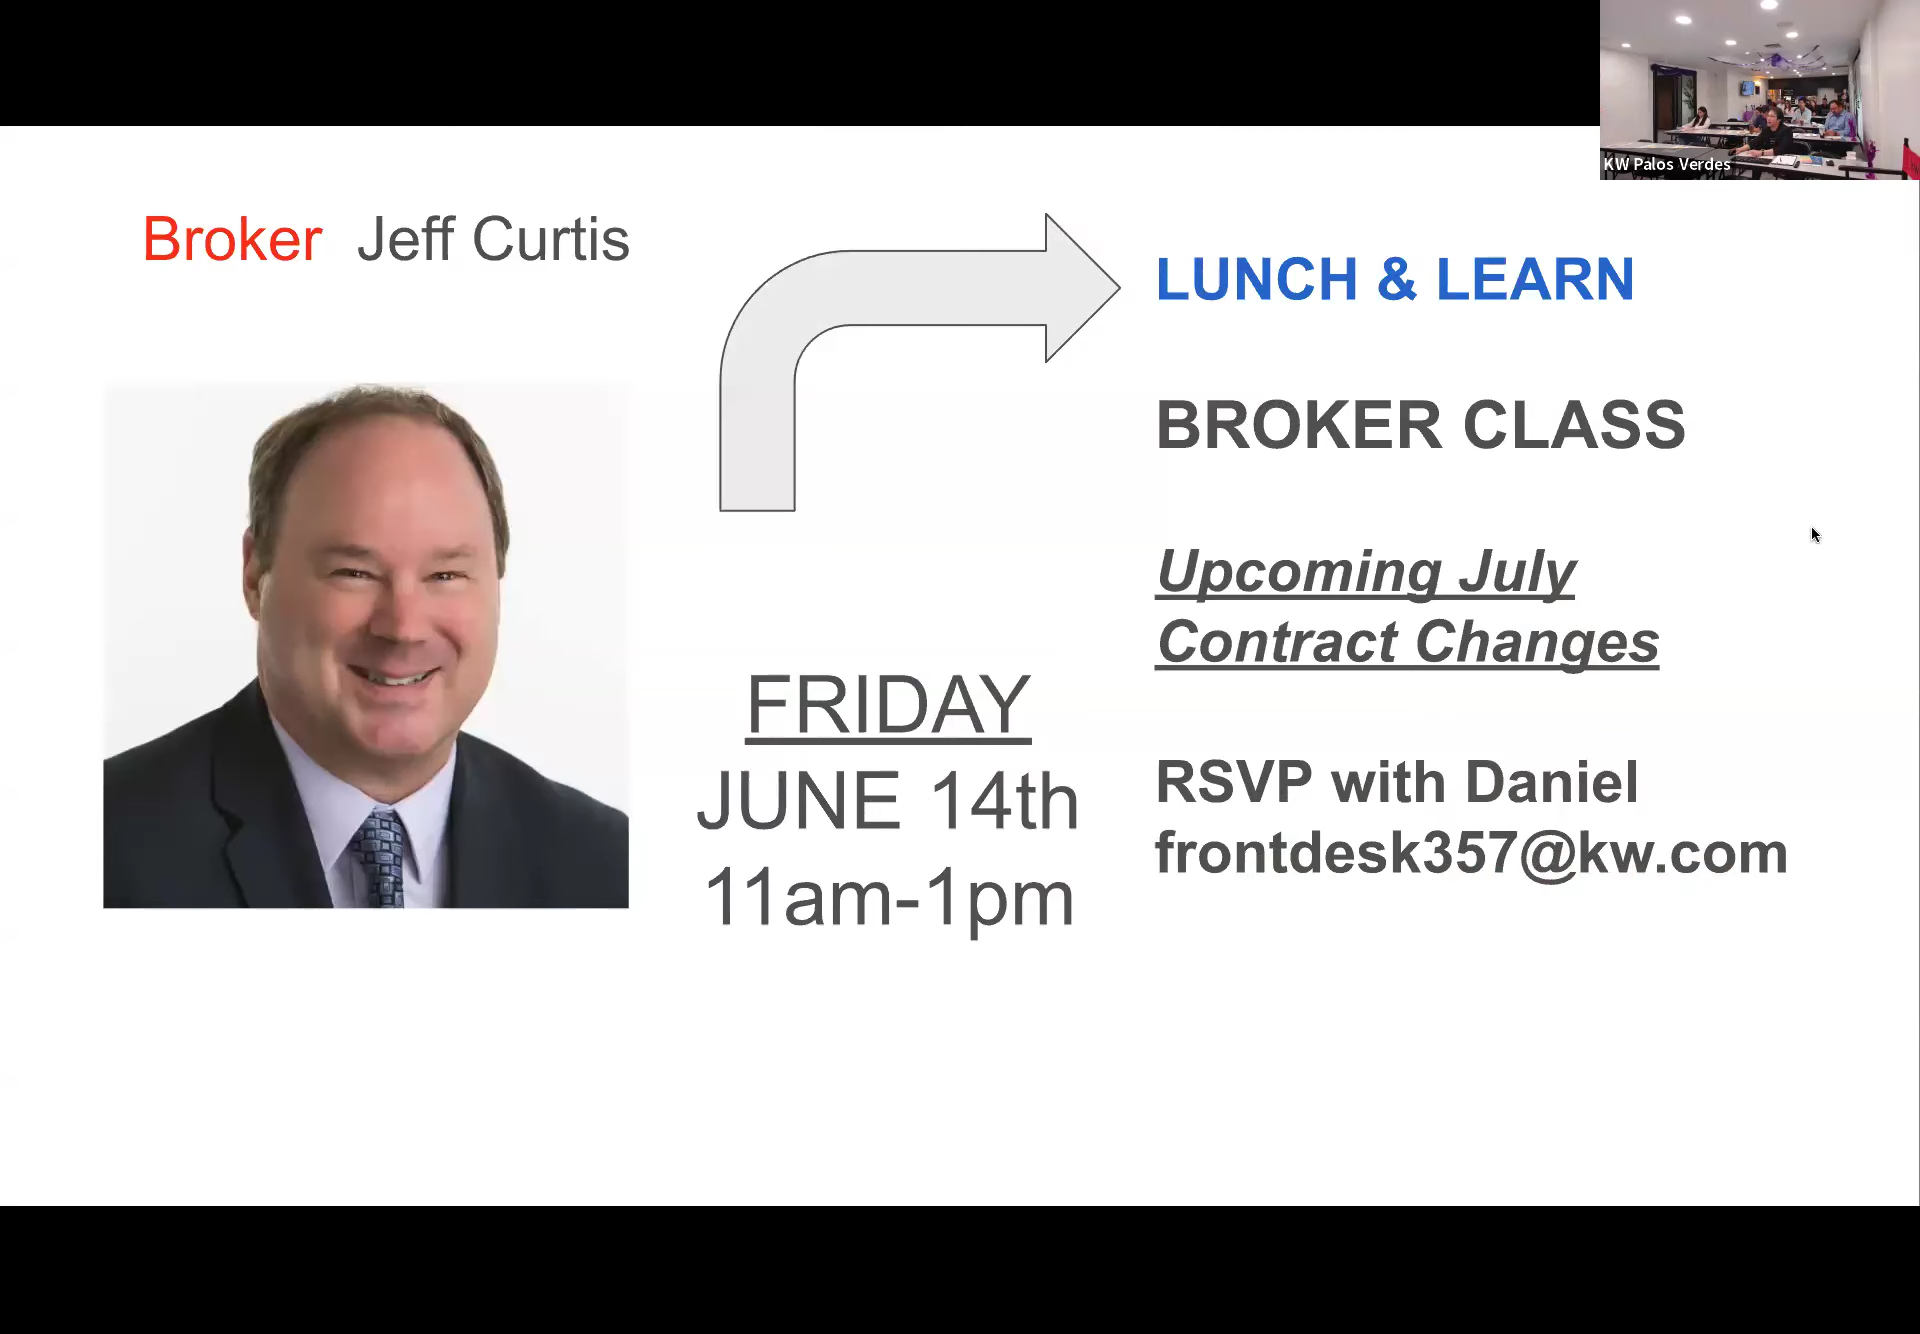 KW Palos Verdes
Broker Jeff Curtis
FRIDAY
JUNE 14th
11am-1pm
LUNCH & LEARN
BROKER CLASS
Upcoming July
Contract Changes
RSVP with Daniel
frontdesk357@kw.com